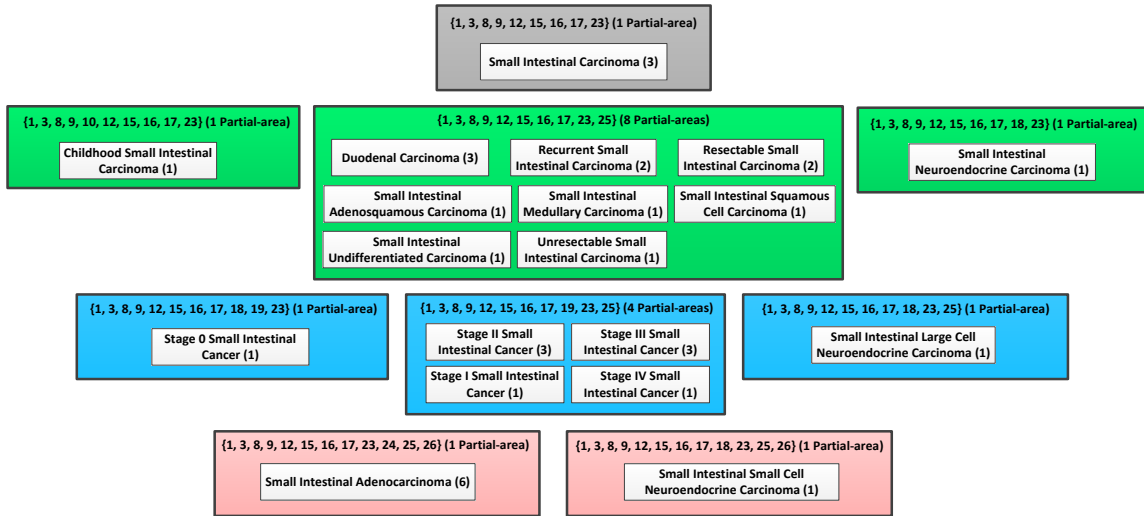 {1, 3, 8, 9, 12, 15, 16, 17, 23} (1 Partial-area)
Small Intestinal Carcinoma (3)
{1, 3, 8, 9, 10, 12, 15, 16, 17, 23} (1 Partial-area)
Childhood Small Intestinal
Carcinoma (1)
{1, 3, 8, 9, 12, 15, 16, 17, 23, 25} (8 Partial-areas)
Duodenal Carcinoma (3)
Recurrent Small
Intestinal Carcinoma (2)
Resectable Small
Intestinal Carcinoma (2)
Small Intestinal
Adenosquamous Carcinoma (1)
Small Intestinal
Medullary Carcinoma (1)
Small Intestinal Squamous
Cell Carcinoma (1)
Small Intestinal
Undifferentiated Carcinoma (1)
Unresectable Small
Intestinal Carcinoma (1)
{1, 3, 8, 9, 12, 15, 16, 17, 18, 23} (1 Partial-area)
Small Intestinal
Neuroendocrine Carcinoma (1)
{1, 3, 8, 9, 12, 15, 16, 17, 18, 19, 23} (1 Partial-area)
Stage 0 Small Intestinal
Cancer (1)
{1, 3, 8, 9, 12, 15, 16, 17, 19, 23, 25} (4 Partial-areas)
Stage II Small
Intestinal Cancer (3)
Stage III Small
Intestinal Cancer (3)
Stage I Small Intestinal
Cancer (1)
Stage IV Small
Intestinal Cancer (1)
{1, 3, 8, 9, 12, 15, 16, 17, 18, 23, 25} (1 Partial-area)
Small Intestinal Large Cell
Neuroendocrine Carcinoma (1)
{1, 3, 8, 9, 12, 15, 16, 17, 23, 24, 25, 26} (1 Partial-area)
Small Intestinal Adenocarcinoma (6)
{1, 3, 8, 9, 12, 15, 16, 17, 18, 23, 25, 26} (1 Partial-area)
Small Intestinal Small Cell
Neuroendocrine Carcinoma (1)